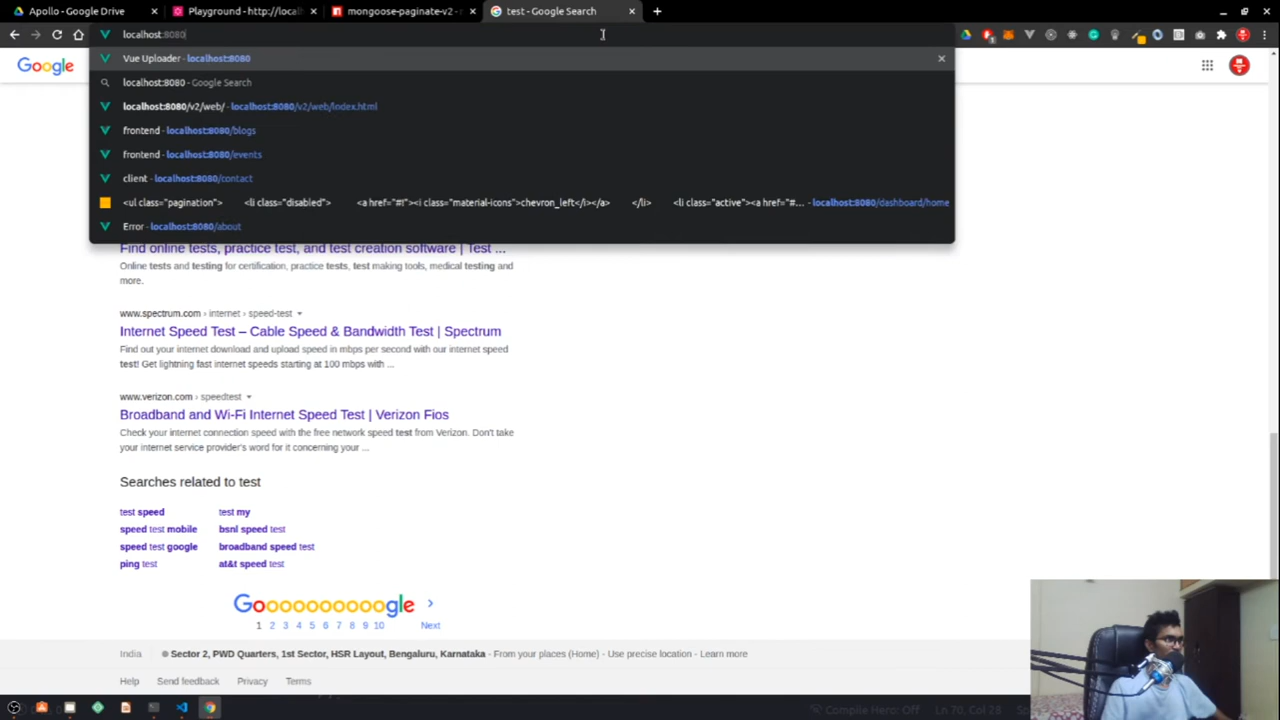 Apollo - Google Drive
Playground - http://local
mongoose-paginate-v2 -
test - Google Search
localhost:8080
Vue Uploader - localhost:8080
localhost:8080 - Google Search
localhost:8080/v2/web/ - localhost:8080/v2/web/index.html
frontend - localhost:8080/blogs
frontend - localhost:8080/events
client - localhost:8080/contact
<ul class="pagination"> <li class="disabled"> <a href="#!"><i class="material-icons">chevron_left</i></a> </li> <li class="active"><a href="#... - localhost:8080/dashboard/home
Error - localhost:8080/about
Google
Find online tests, practice test, and test creation software | Test ...
Online tests and testing for certification, practice tests, test making tools, medical testing and
more.
www.spectrum.com › internet › speed-test
Internet Speed Test – Cable Speed & Bandwidth Test | Spectrum
Find out your internet download and upload speed in mbps per second with our internet speed
test! Get lightning fast internet speeds starting at 100 mbps with ...
www.verizon.com › speedtest
Broadband and Wi-Fi Internet Speed Test | Verizon Fios
Check your internet connection speed with the free network speed test from Verizon. Don't take
your internet service provider's word for it concerning your ...
Searches related to test
test speed
test my
speed test mobile
bsnl speed test
speed test google
broadband speed test
ping test
at&t speed test
Goooooooooogle
1 2 3 4 5 6 7 8 9 10 Next
India
Sector 2, PWD Quarters, 1st Sector, HSR Layout, Bengaluru, Karnataka - From your places (Home) - Use precise location - Learn more
Help Send feedback Privacy Terms
Compile Hero: Off Ln 70, Col 28